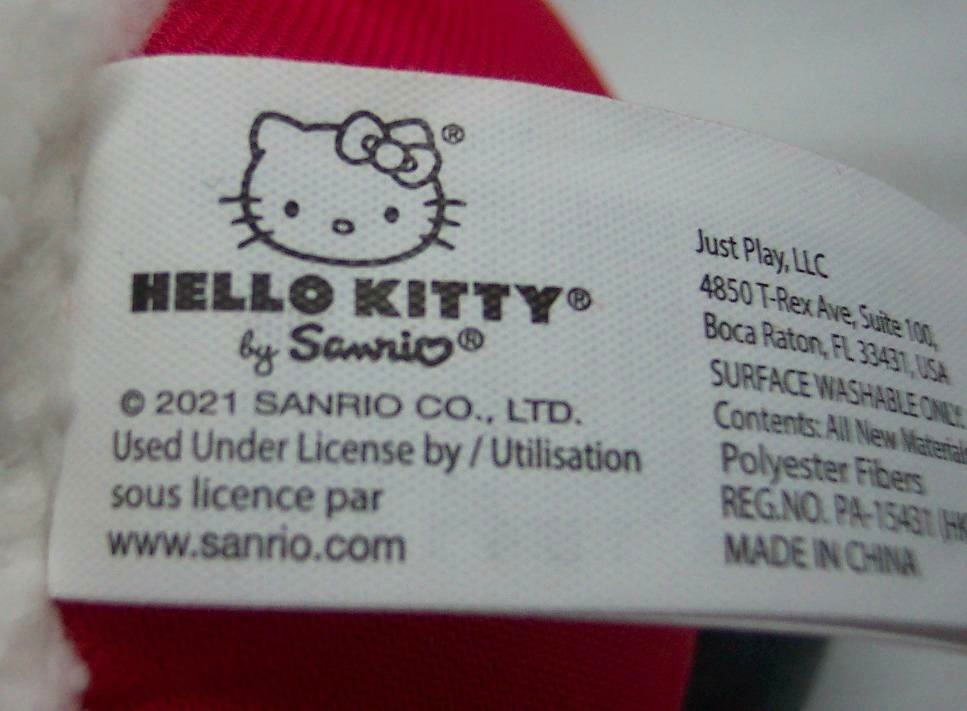 ®
HELLO KITTY®
by Sanrio®
© 2021 SANRIO CO., LTD.
Used Under License by / Utilisation
sous licence par
www.sanrio.com
Just Play, LLC
4850 T-Rex Ave, Suite 100,
Boca Raton, FL 33431, USA
SURFACE WASHABLE ONLY.
Contents: All New Material
Polyester Fibers
REG.NO. PA-15431 (HK
MADE IN CHINA